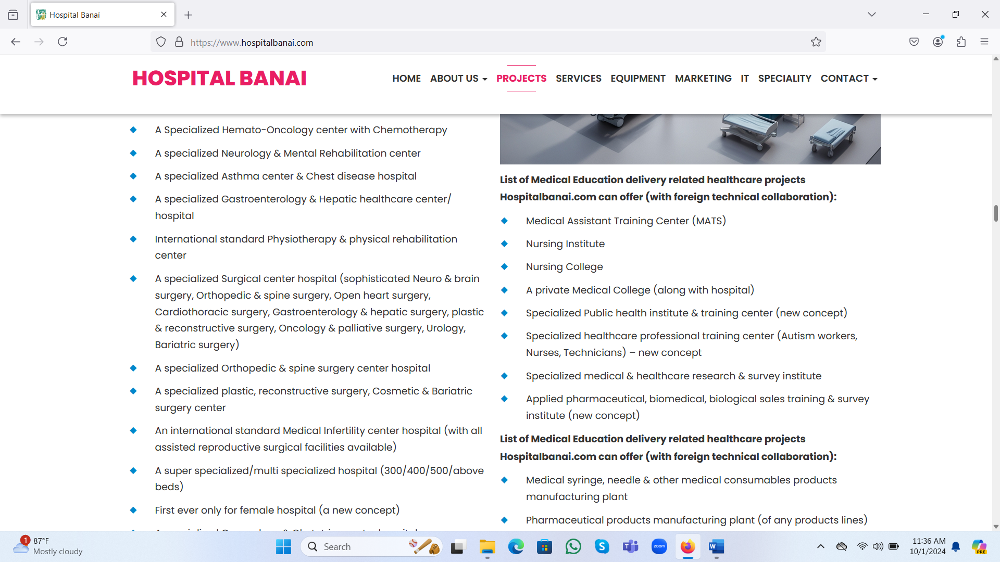 Hospital Banai
https://www.hospitalbanai.com
HOSPITAL BANAI
HOME ABOUT US PROJECTS SERVICES EQUIPMENT MARKETING IT SPECIALITY CONTACT
A Specialized Hemato-Oncology center with Chemotherapy
A specialized Neurology & Mental Rehabilitation center
A specialized Asthma center & Chest disease hospital
A specialized Gastroenterology & Hepatic healthcare center/
hospital
International standard Physiotherapy & physical rehabilitation
center
A specialized Surgical center hospital (sophisticated Neuro & brain
surgery, Orthopedic & spine surgery, Open heart surgery,
Cardiothoracic surgery, Gastroenterology & hepatic surgery, plastic
& reconstructive surgery, Oncology & palliative surgery, Urology,
Bariatric surgery)
A specialized Orthopedic & spine surgery center hospital
A specialized plastic, reconstructive surgery, Cosmetic & Bariatric
surgery center
An international standard Medical Infertility center hospital (with all
assisted reproductive surgical facilities available)
A super specialized/multi specialized hospital (300/400/500/above
beds)
First ever only for female hospital (a new concept)
List of Medical Education delivery related healthcare projects
Hospitalbanai.com can offer (with foreign technical collaboration):
Medical Assistant Training Center (MATS)
Nursing Institute
Nursing College
A private Medical College (along with hospital)
Specialized Public health institute & training center (new concept)
Specialized healthcare professional training center (Autism workers,
Nurses, Technicians) – new concept
Specialized medical & healthcare research & survey institute
Applied pharmaceutical, biomedical, biological sales training & survey
institute (new concept)
List of Medical Education delivery related healthcare projects
Hospitalbanai.com can offer (with foreign technical collaboration):
Medical syringe, needle & other medical consumables products
manufacturing plant
Pharmaceutical products manufacturing plant (of any products lines)
1
87°F
Mostly cloudy
Search
zoom
11:36 AM
10/1/2024
PRE